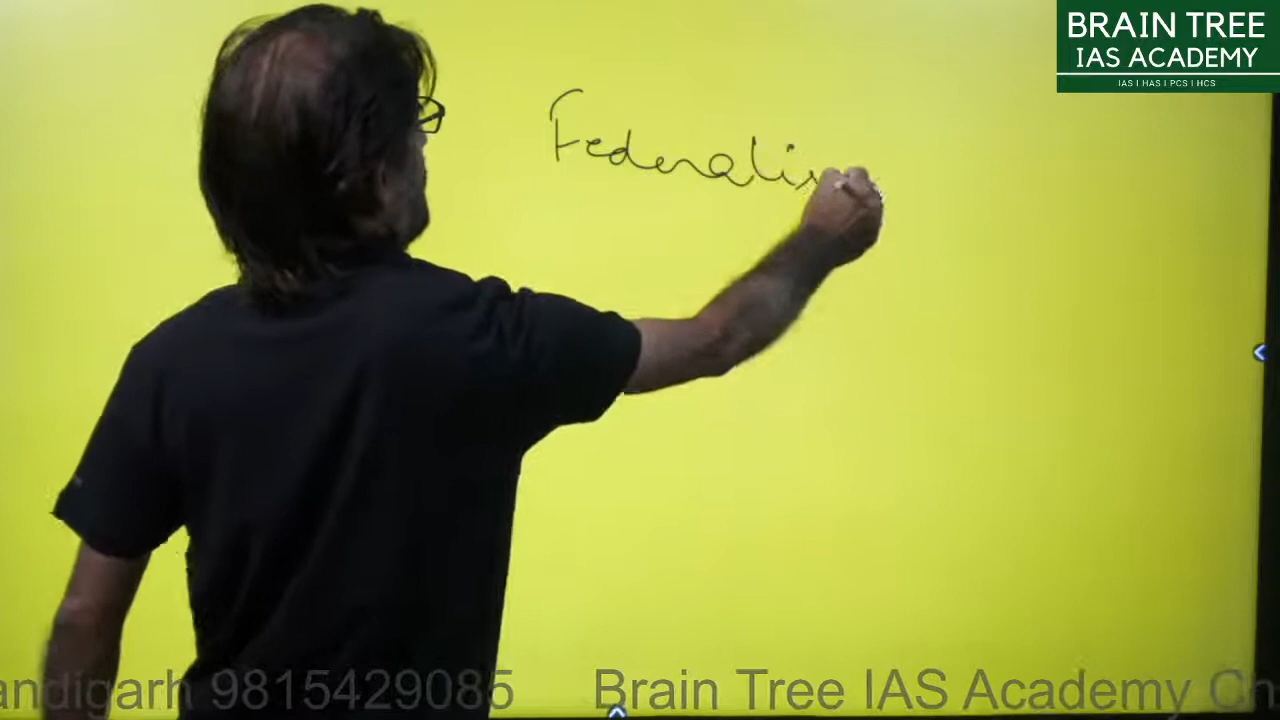 BRAIN TREE
IAS ACADEMY
IAS | HAS | PCS | HCS
Federalis
andigarh 9815429085 Brain Tree IAS Academy Ch